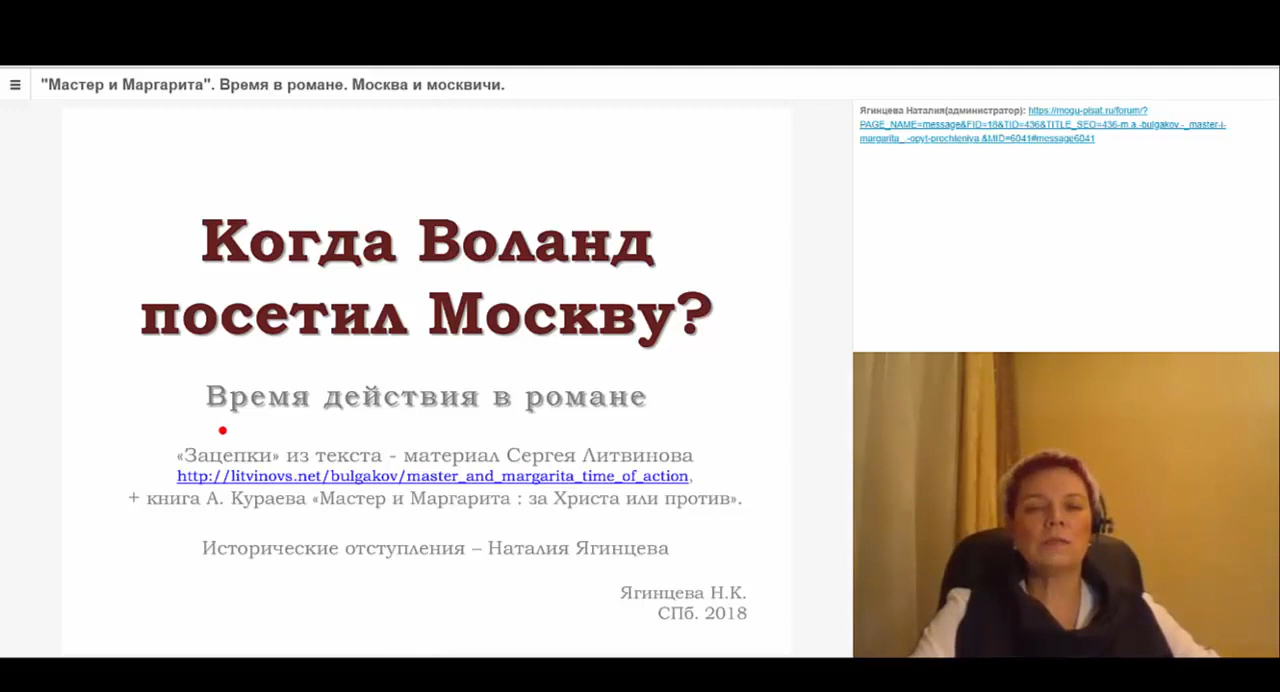 "Мастер и Маргарита". Время в романе. Москва и москвичи.
Когда Воланд
посетил Москву?
Время действия в романе
«Зацепки» из текста - материал Сергея Литвинова
http://litvinovs.net/bulgakov/master_and_margarita_time_of_action,
+ книга А. Кураева «Мастер и Маргарита : за Христа или против».
Исторические отступления – Наталия Ягинцева
Ягинцева Н.К.
СПб. 2018
Ягинцева Наталия(администратор): https://mogu-pisat.ru/forum/?
PAGE_NAME=message&FID=18&TID=436&TITLE_SEO=436-m.a.-bulgakov.-_master-i-
margarita_.-opyt-prochteniya.&MID=6041#message6041